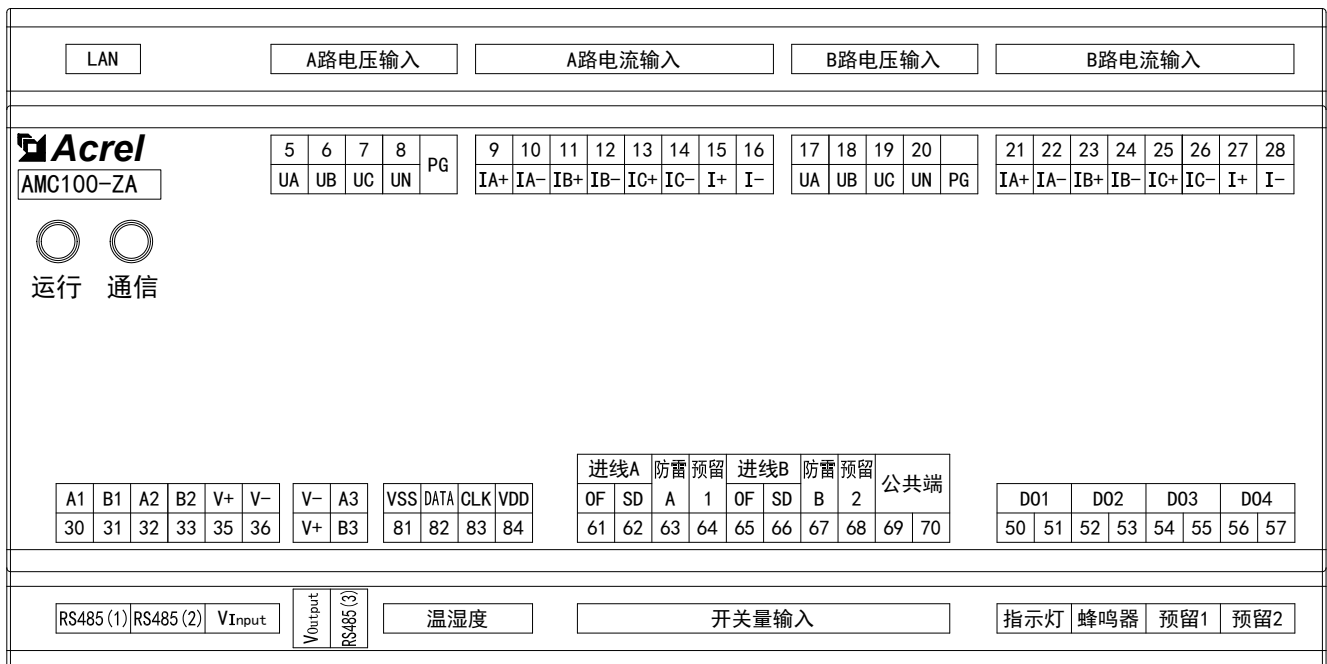 LAN A路电压输入 A路电流输入 B路电压输入 B路电流输入
Acrel
AMC100-ZA
5 6 7 8 PG 9 10 11 12 13 14 15 16 17 18 19 20 21 22 23 24 25 26 27 28
UA UB UC UN IA+ IA- IB+ IB- IC+ IC- I+ I- UA UB UC UN PG IA+ IA- IB+ IB- IC+ IC- I+ I-
运行 通信
进线A 防雷 预留 进线B 防雷 预留 公共端
A1 B1 A2 B2 V+ V- V- A3 VSS DATA CLK VDD OF SD A 1 OF SD B 2 DO1 DO2 DO3 DO4
30 31 32 33 35 36 V+ B3 81 82 83 84 61 62 63 64 65 66 67 68 69 70 50 51 52 53 54 55 56 57
RS485(1) RS485(2) VInput VOutput RS485(3) 温湿度 开关量输入 指示灯 蜂鸣器 预留1 预留2